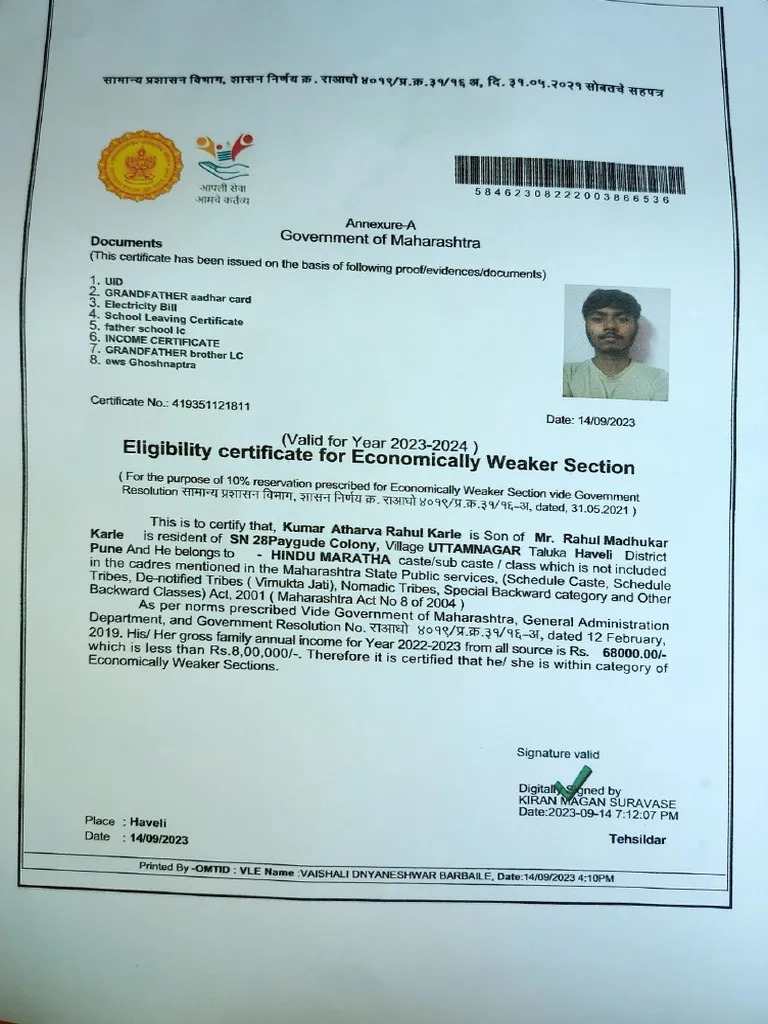 सामान्य प्रशासन विभाग, शासन निर्णय क्र. राआधो ४०१९/प्र.क्र.३१/१६ अ, दि. ३१.०५.२०२१ सोबतचे सहपत्र
आपली सेवा
आमचे कर्तव्य
58462308222003866536
Annexure-A
Government of Maharashtra
Documents
(This certificate has been issued on the basis of following proof/evidences/documents)
1. UID
2. GRANDFATHER aadhar card
3. Electricity Bill
4. School Leaving Certificate
5. father school lc
6. INCOME CERTIFICATE
7. GRANDFATHER brother LC
8. ews Ghoshnaptra
Certificate No.: 419351121811
Date: 14/09/2023
(Valid for Year 2023-2024 )
Eligibility certificate for Economically Weaker Section
( For the purpose of 10% reservation prescribed for Economically Weaker Section vide Government
Resolution सामान्य प्रशासन विभाग, शासन निर्णय क्र. राआधो ४०१९/प्र.क्र.३१/१६-अ, dated, 31.05.2021 )
This is to certify that, Kumar Atharva Rahul Karle is Son of Mr. Rahul Madhukar
Karle is resident of SN 28Paygude Colony, Village UTTAMNAGAR Taluka Haveli District
Pune And He belongs to - HINDU MARATHA caste/sub caste / class which is not included
in the cadres mentioned in the Maharashtra State Public services, (Schedule Caste, Schedule
Tribes, De-notified Tribes ( Vimukta Jati), Nomadic Tribes, Special Backward category and Other
Backward Classes) Act, 2001 ( Maharashtra Act No 8 of 2004 )
As per norms prescribed Vide Government of Maharashtra, General Administration
Department, and Government Resolution No. राआधो ४०१९/प्र.क्र.३१/१६-अ, dated 12 February,
2019. His/ Her gross family annual income for Year 2022-2023 from all source is Rs. 68000.00/-
which is less than Rs.8,00,000/-. Therefore it is certified that he/ she is within category of
Economically Weaker Sections.
Signature valid
Digitally Signed by
KIRAN MAGAN SURAVASE
Date:2023-09-14 7:12:07 PM
Place : Haveli
Date : 14/09/2023
Tehsildar
Printed By -OMTID : VLE Name :VAISHALI DNYANESHWAR BARBAILE, Date:14/09/2023 4:10PM